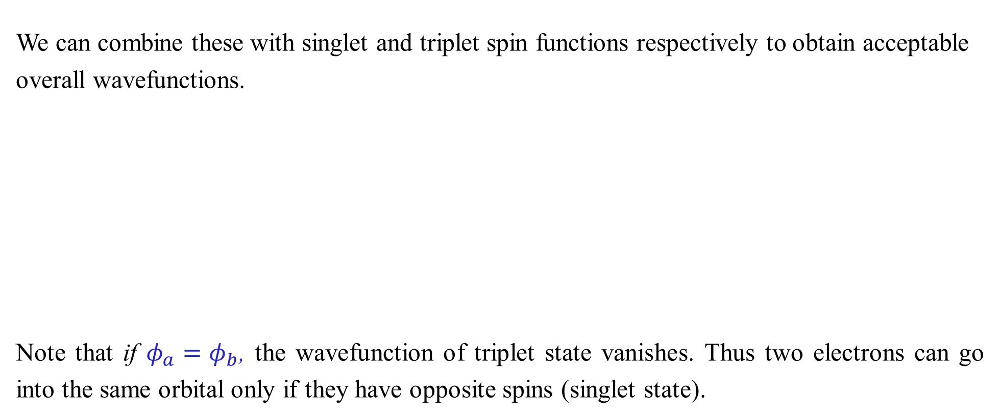 We can combine these with singlet and triplet spin functions respectively to obtain acceptable
overall wavefunctions.
Note that if ϕa = ϕb, the wavefunction of triplet state vanishes. Thus two electrons can go
into the same orbital only if they have opposite spins (singlet state).